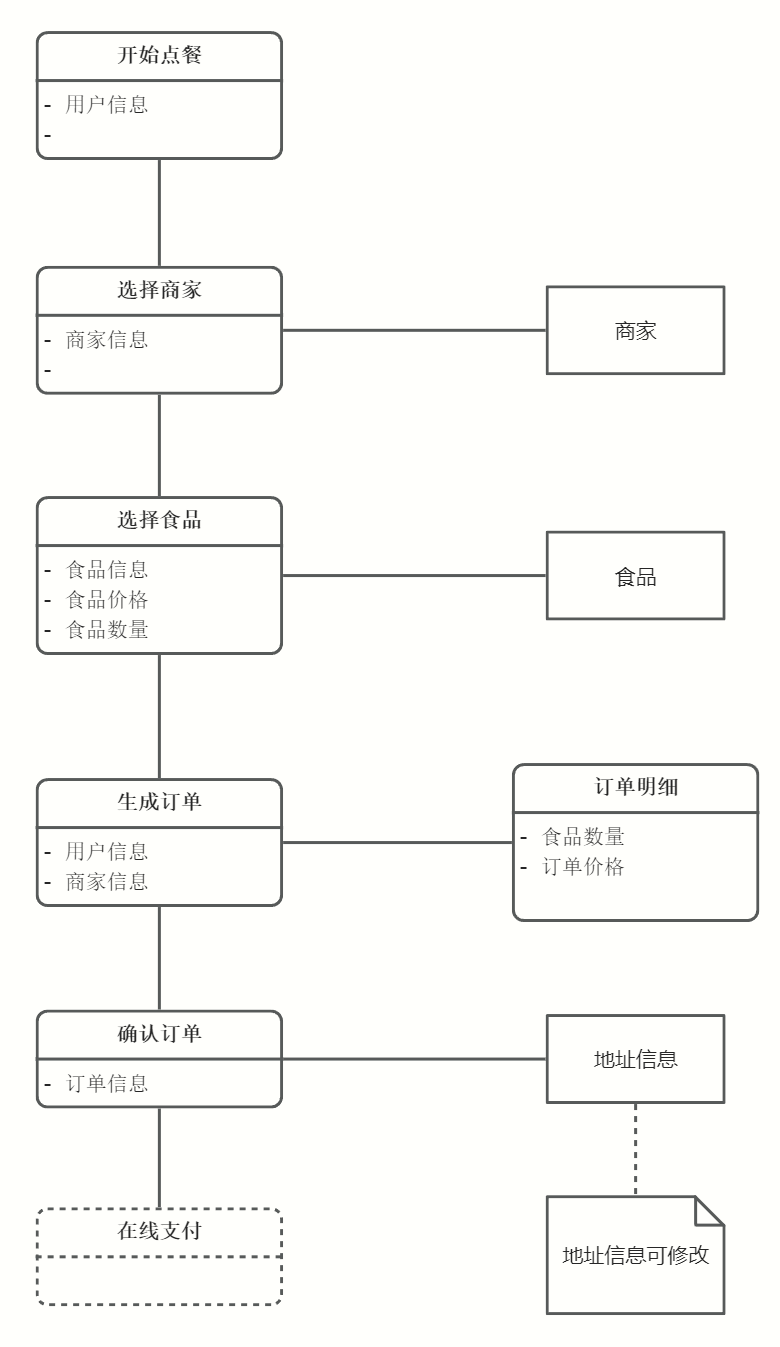 开始点餐
- 用户信息
-
选择商家
- 商家信息
-
商家
选择食品
- 食品信息
- 食品价格
- 食品数量
食品
生成订单
- 用户信息
- 商家信息
订单明细
- 食品数量
- 订单价格
确认订单
- 订单信息
地址信息
在线支付
地址信息可修改